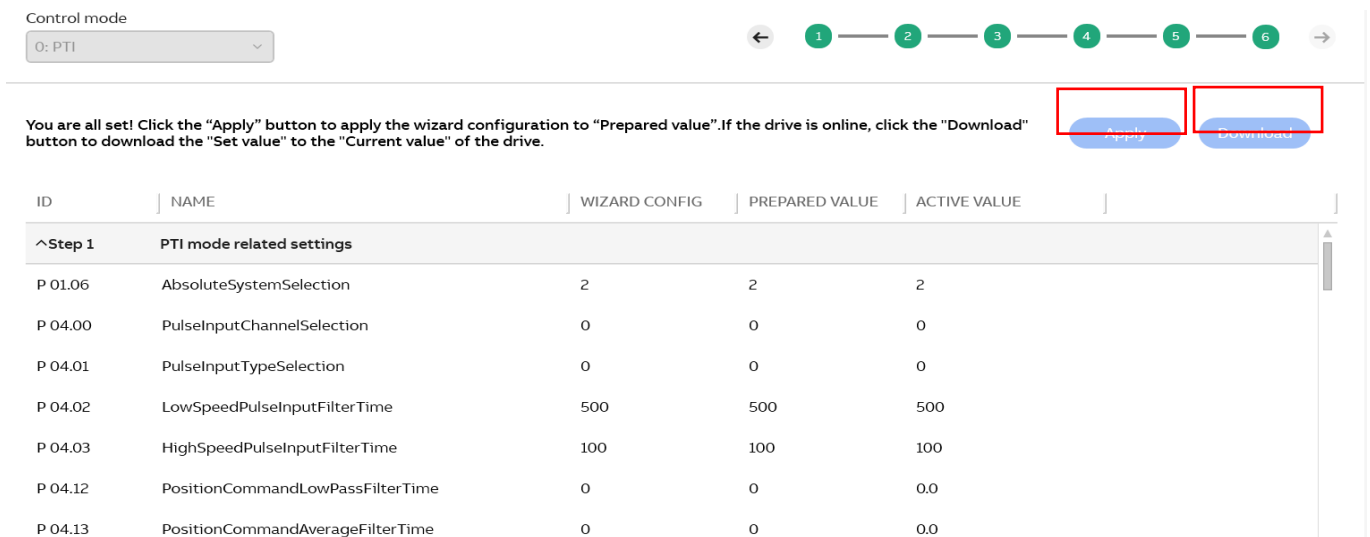 Control mode
0: PTI
1 2 3 4 5 6
You are all set! Click the “Apply” button to apply the wizard configuration to “Prepared value”.If the drive is online, click the "Download"
button to download the "Set value" to the "Current value" of the drive.
Apply Download
ID NAME WIZARD CONFIG PREPARED VALUE ACTIVE VALUE
Step 1 PTI mode related settings
P 01.06 AbsoluteSystemSelection 2 2 2
P 04.00 PulseInputChannelSelection 0 0 0
P 04.01 PulseInputTypeSelection 0 0 0
P 04.02 LowSpeedPulseInputFilterTime 500 500 500
P 04.03 HighSpeedPulseInputFilterTime 100 100 100
P 04.12 PositionCommandLowPassFilterTime 0 0 0.0
P 04.13 PositionCommandAverageFilterTime 0 0 0.0